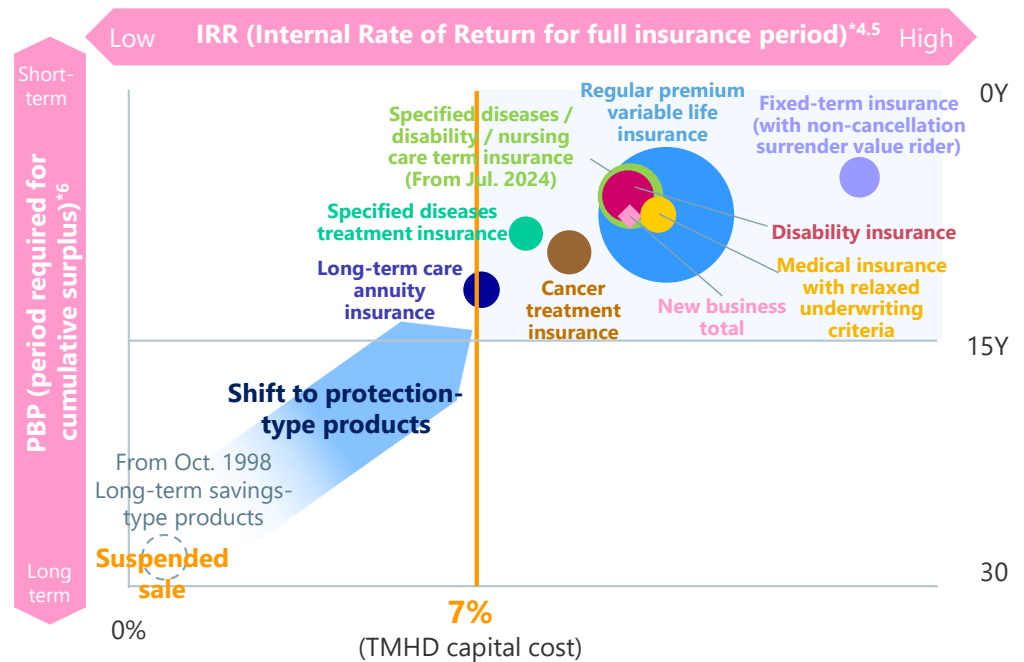 Low
IRR (Internal Rate of Return for full insurance period)*4.5
High
Short-
term
PBP (period required for
cumulative surplus)*6
Long
term
0Y
15Y
30
Specified diseases /
disability / nursing
care term insurance
(From Jul. 2024)
Regular premium
variable life
insurance
Fixed-term insurance
(with non-cancellation
surrender value rider)
Specified diseases
treatment insurance
Long-term care
annuity
insurance
Cancer
treatment
insurance
Disability insurance
Medical insurance
with relaxed
underwriting
criteria
New business
total
Shift to protection-
type products
From Oct. 1998
Long-term savings-
type products
Suspended
sale
0%
7%
(TMHD capital cost)